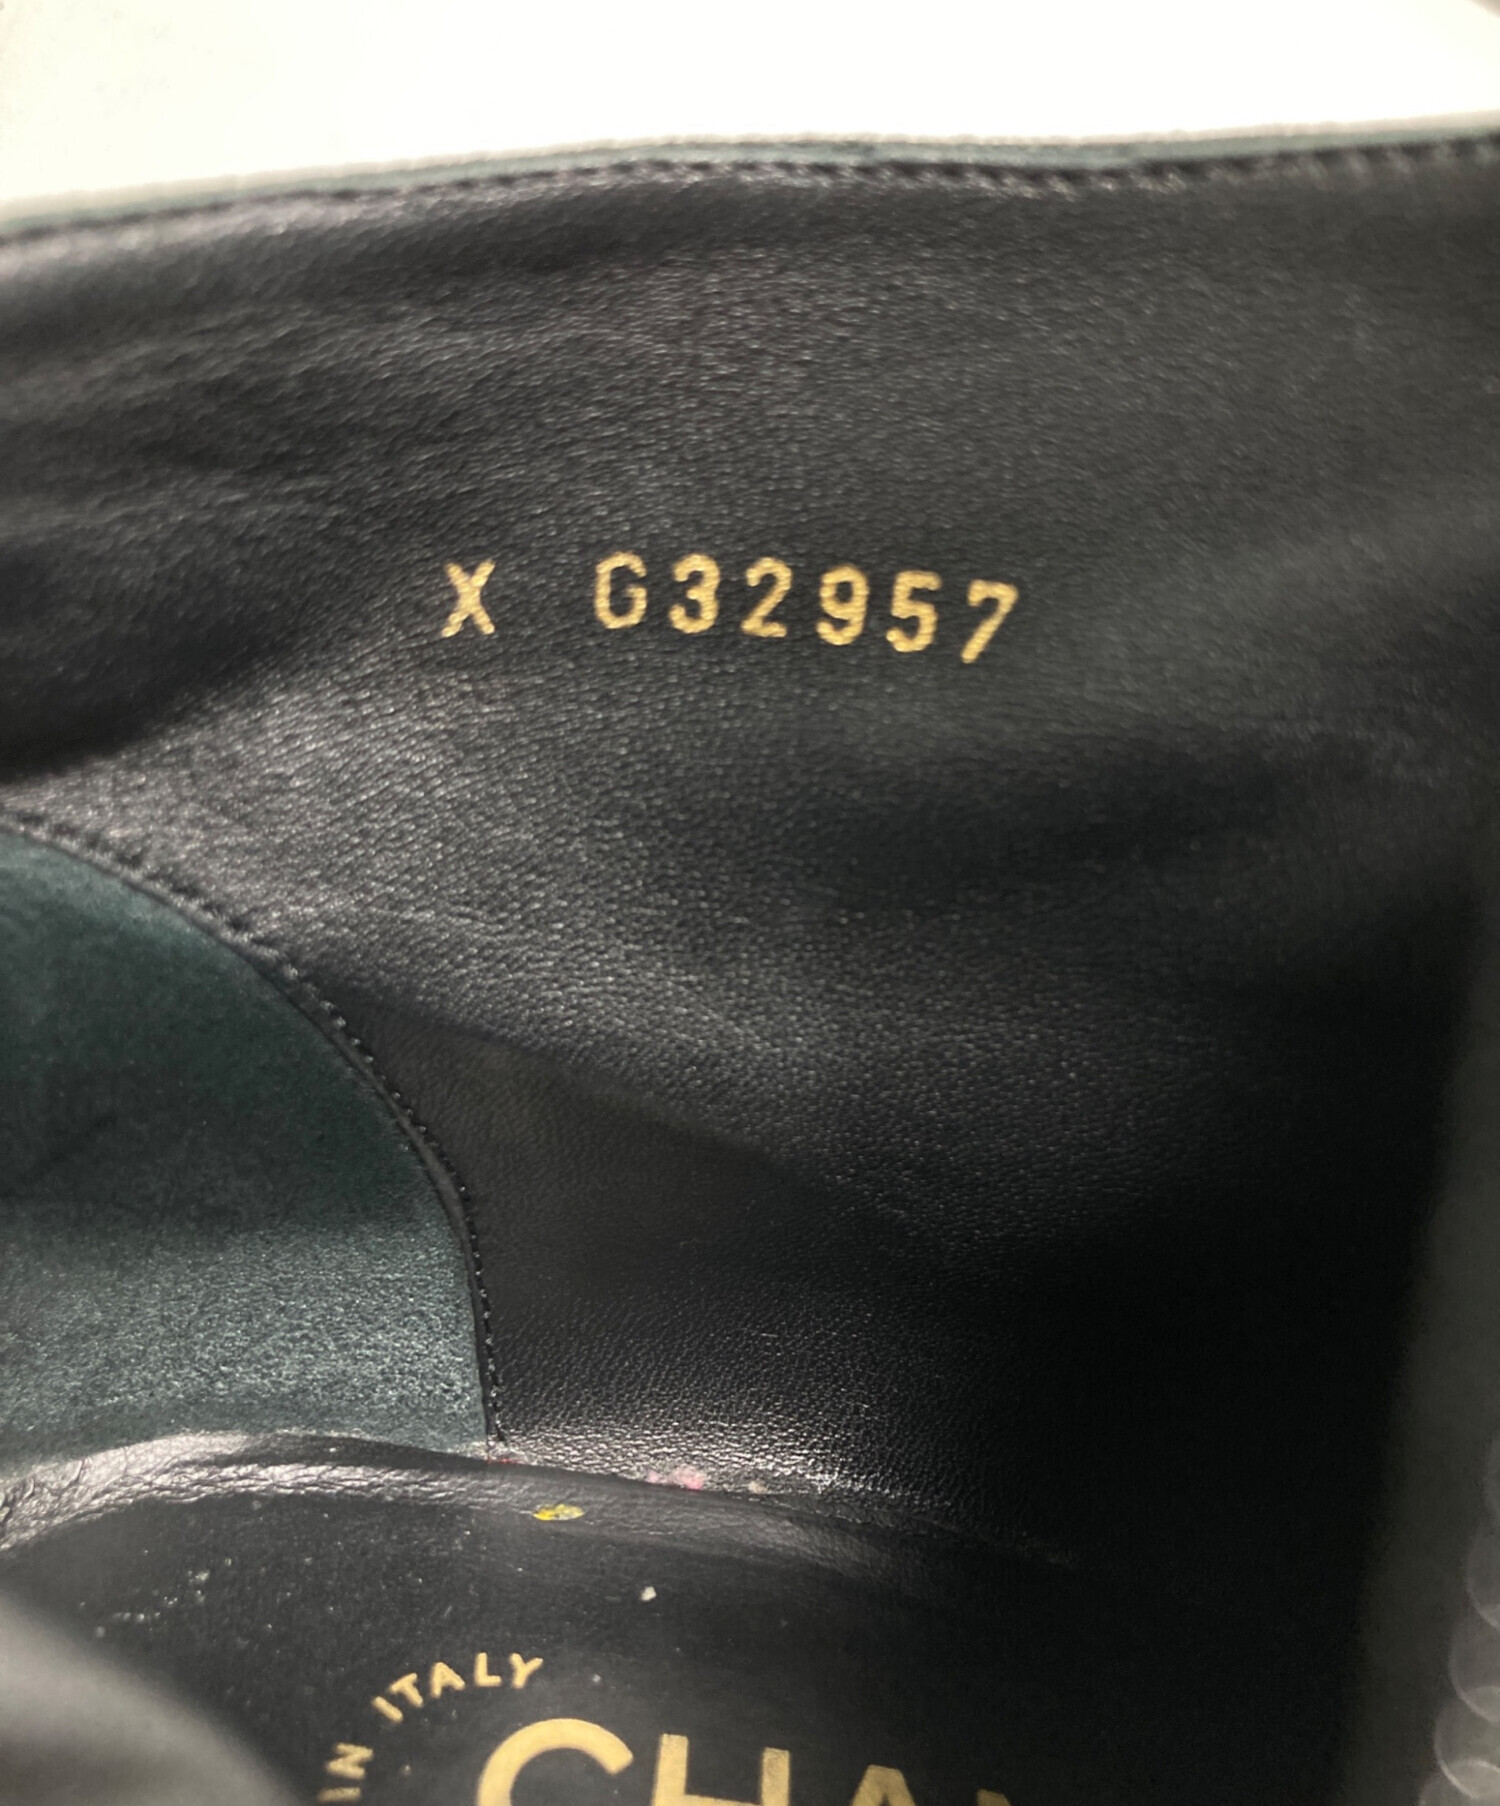 X G32957
IN ITALY
CHA